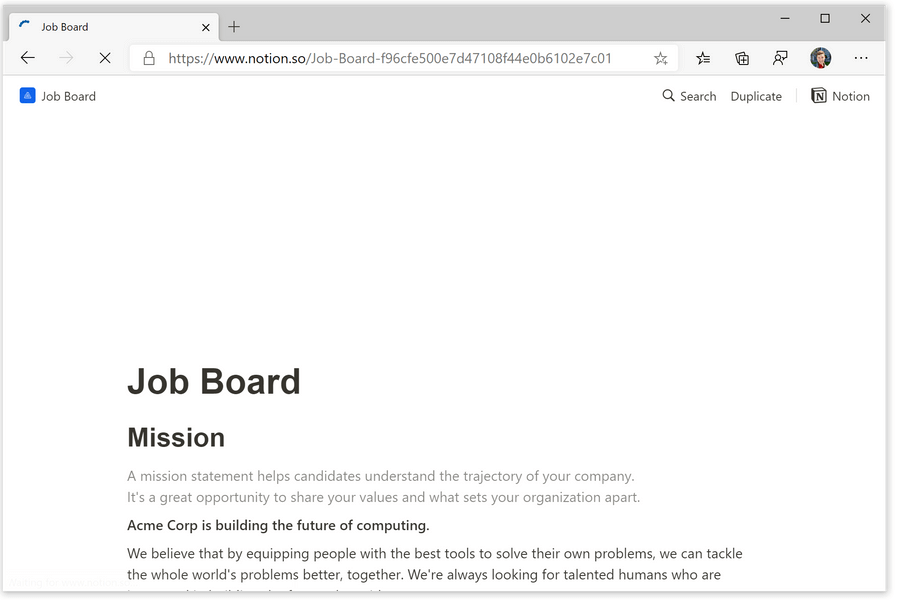 Job Board
https://www.notion.so/Job-Board-f96cfe500e7d47108f44e0b6102e7c01
Job Board Search Duplicate Notion
Job Board
Mission
A mission statement helps candidates understand the trajectory of your company.
It's a great opportunity to share your values and what sets your organization apart.
Acme Corp is building the future of computing.
We believe that by equipping people with the best tools to solve their own problems, we can tackle
the whole world's problems better, together. We're always looking for talented humans who are